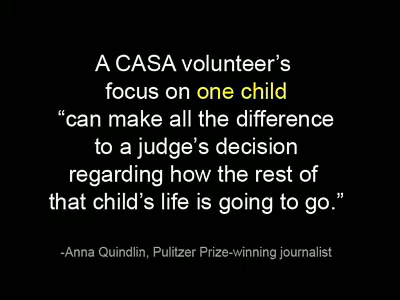 A CASA volunteer’s
focus on one child
“can make all the difference
to a judge’s decision
regarding how the rest of
that child’s life is going to go.”
-Anna Quindlin, Pulitzer Prize-winning journalist